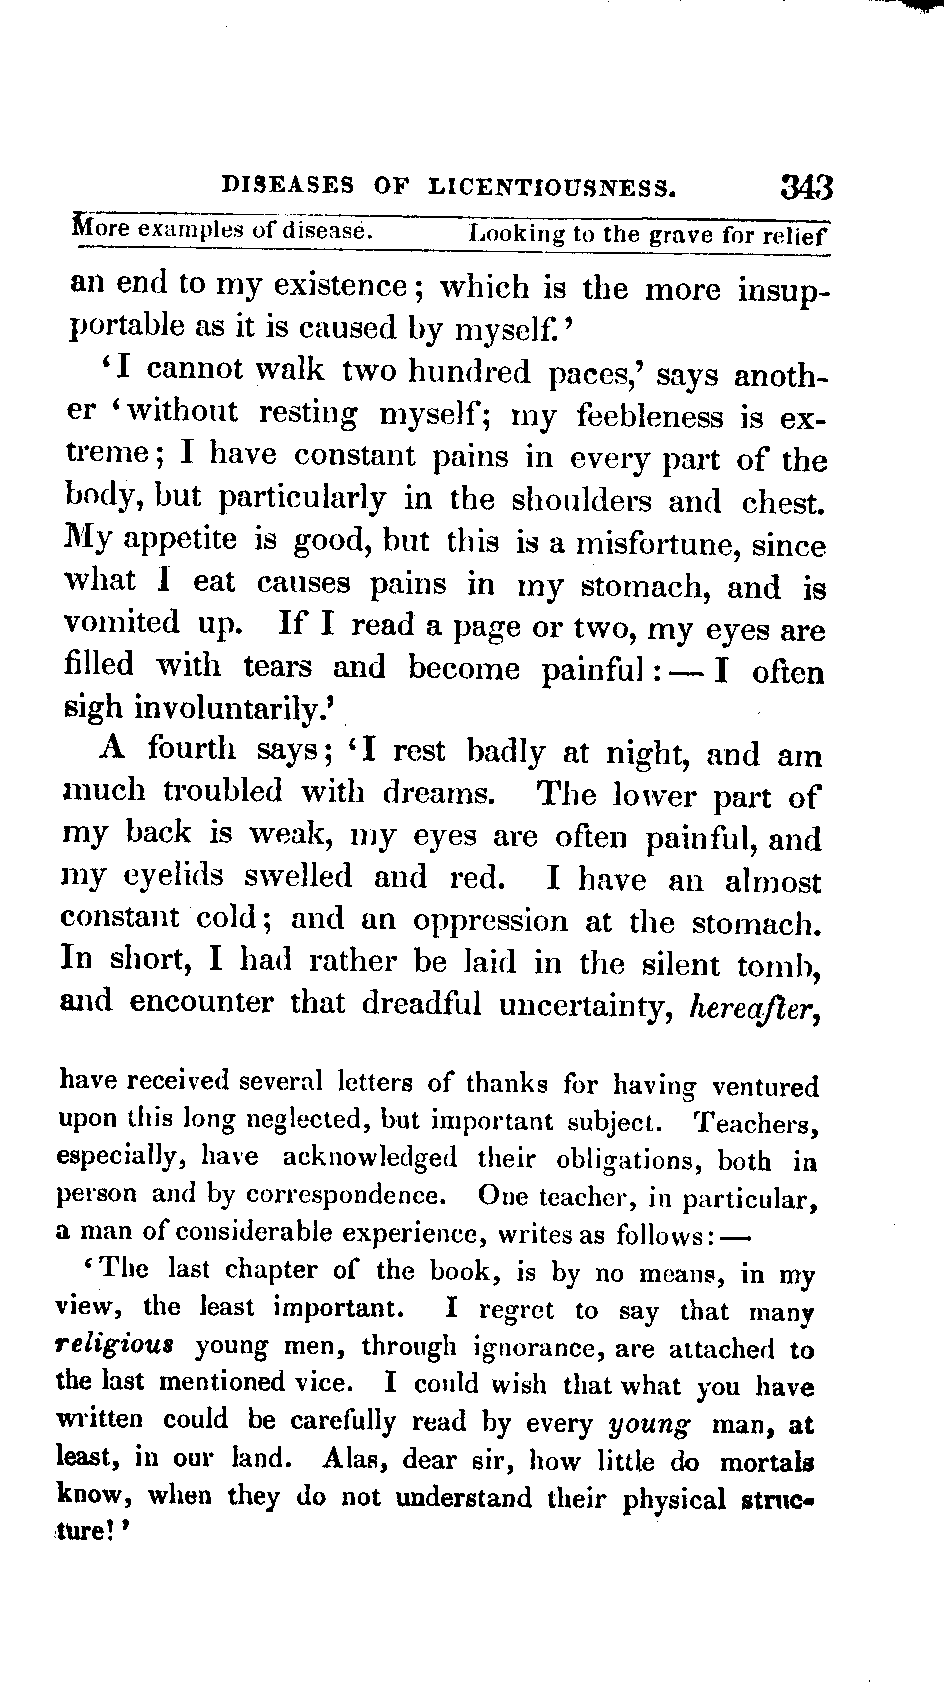 DISEASES OF LICENTIOUSNESS. 343
More examples of disease. Looking to the grave for relief
an end to my existence; which is the more insup-
portable as it is caused by myself.'
'I cannot walk two hundred paces,' says anoth-
er 'without resting myself; my feebleness is ex-
treme; I have constant pains in every part of the
body, but particularly in the shoulders and chest.
My appetite is good, but this is a misfortune, since
what I eat causes pains in my stomach, and is
vomited up. If I read a page or two, my eyes are
filled with tears and become painful:—I often
sigh involuntarily.'
A fourth says; 'I rest badly at night, and am
much troubled with dreams. The lower part of
my back is weak, my eyes are often painful, and
my eyelids swelled and red. I have an almost
constant cold; and an oppression at the stomach.
In short, I had rather be laid in the silent tomb,
and encounter that dreadful uncertainty, hereafter,
have received several letters of thanks for having ventured
upon this long neglected, but important subject. Teachers,
especially, have acknowledged their obligations, both in
person and by correspondence. One teacher, in particular,
a man of considerable experience, writes as follows:—
'The last chapter of the book, is by no means, in my
view, the least important. I regret to say that many
religious young men, through ignorance, are attached to
the last mentioned vice. I could wish that what you have
written could be carefully read by every young man, at
least, in our land. Alas, dear sir, how little do mortals
know, when they do not understand their physical struc-
ture!'